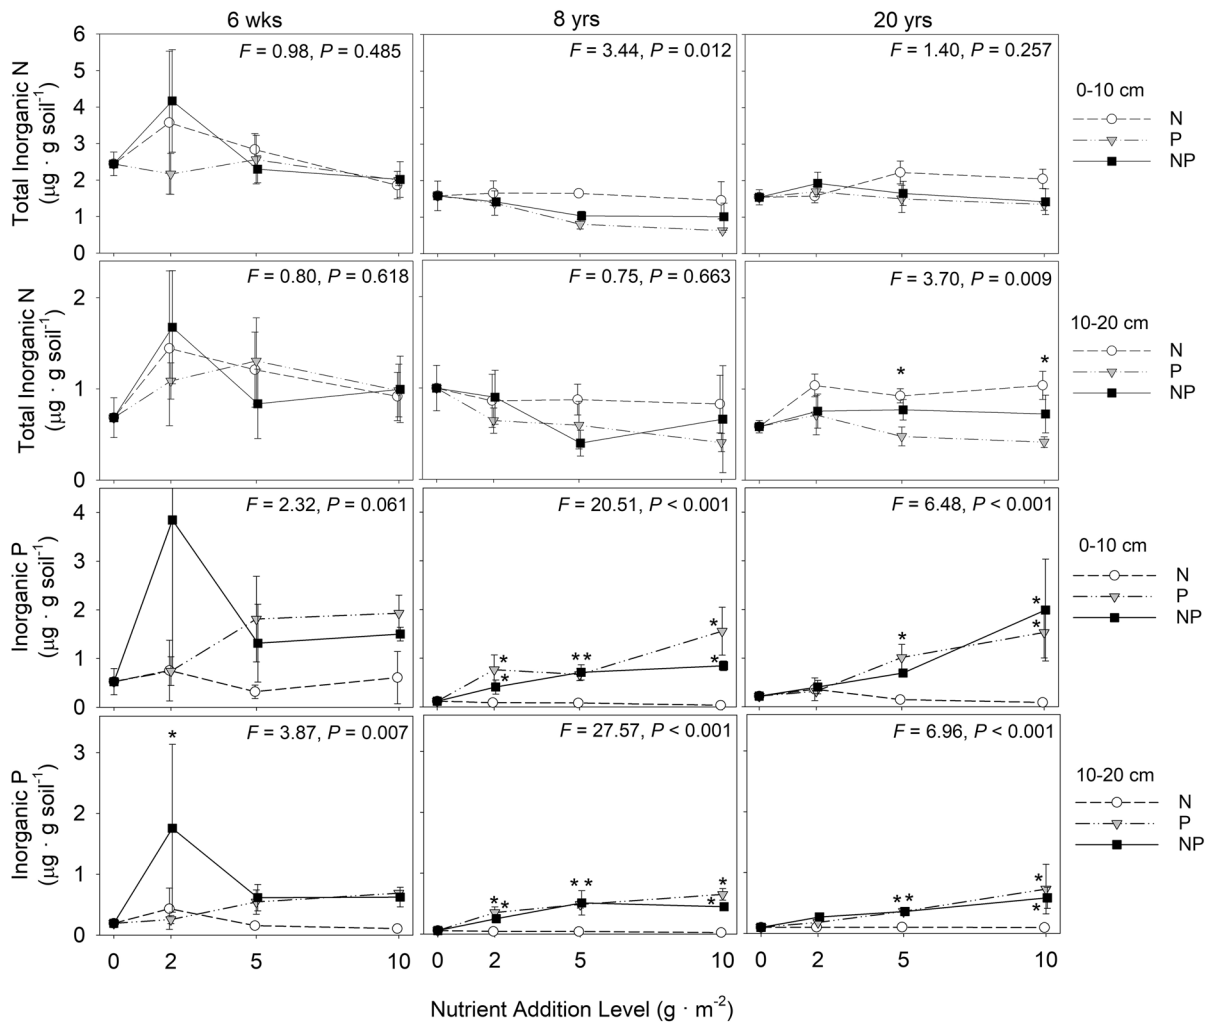 6 wks 8 yrs 20 yrs
Total Inorganic N
(µg · g soil⁻¹)
6
5
4
3
2
1
0
F = 0.98, P = 0.485
F = 3.44, P = 0.012
F = 1.40, P = 0.257
0-10 cm
N
P
NP
Total Inorganic N
(µg · g soil⁻¹)
2
1
0
F = 0.80, P = 0.618
F = 0.75, P = 0.663
F = 3.70, P = 0.009
*
*
10-20 cm
N
P
NP
Inorganic P
(µg · g soil⁻¹)
4
3
2
1
0
F = 2.32, P = 0.061
F = 20.51, P < 0.001
*
*
**
*
*
F = 6.48, P < 0.001
*
*
*
0-10 cm
N
P
NP
Inorganic P
(µg · g soil⁻¹)
3
2
1
0
F = 3.87, P = 0.007
*
F = 27.57, P < 0.001
**
**
*
*
F = 6.96, P < 0.001
**
*
*
10-20 cm
N
P
NP
0 2 5 10 0 2 5 10 0 2 5 10
Nutrient Addition Level (g · m⁻²)